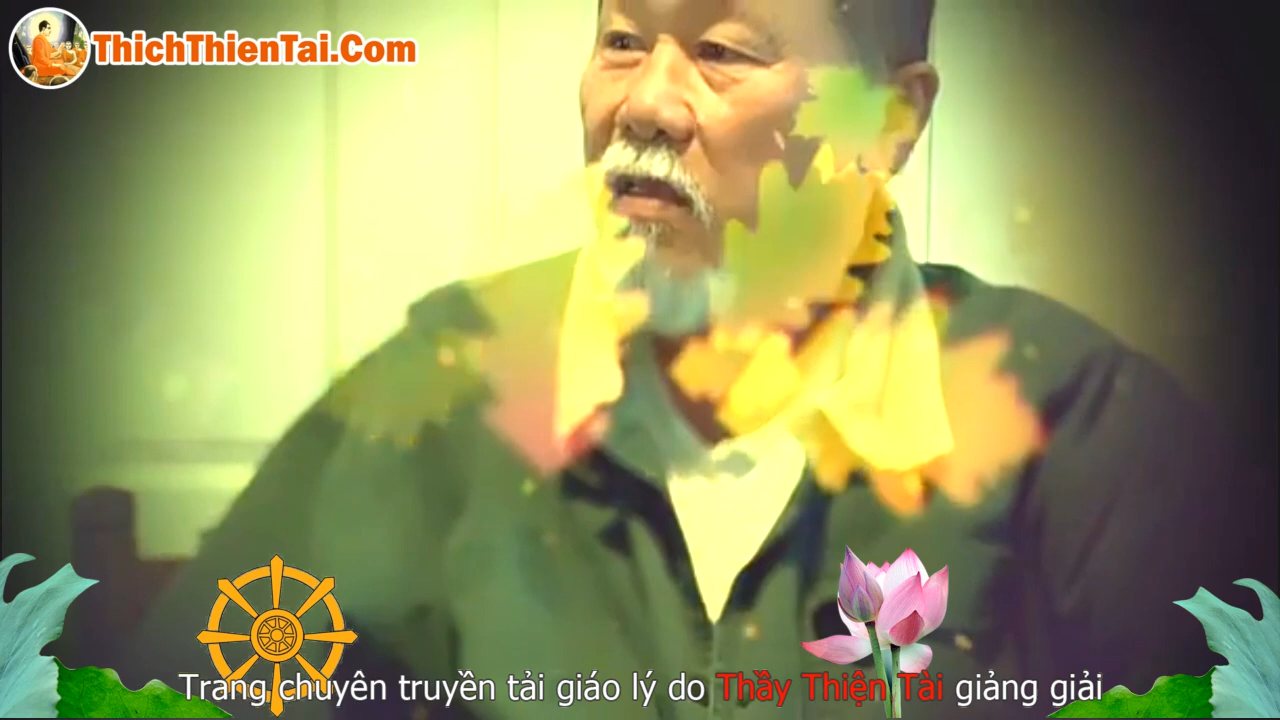 ThichThienTai.Com
Trang chuyên truyền tải giáo lý do Thầy Thiện Tài giảng giải